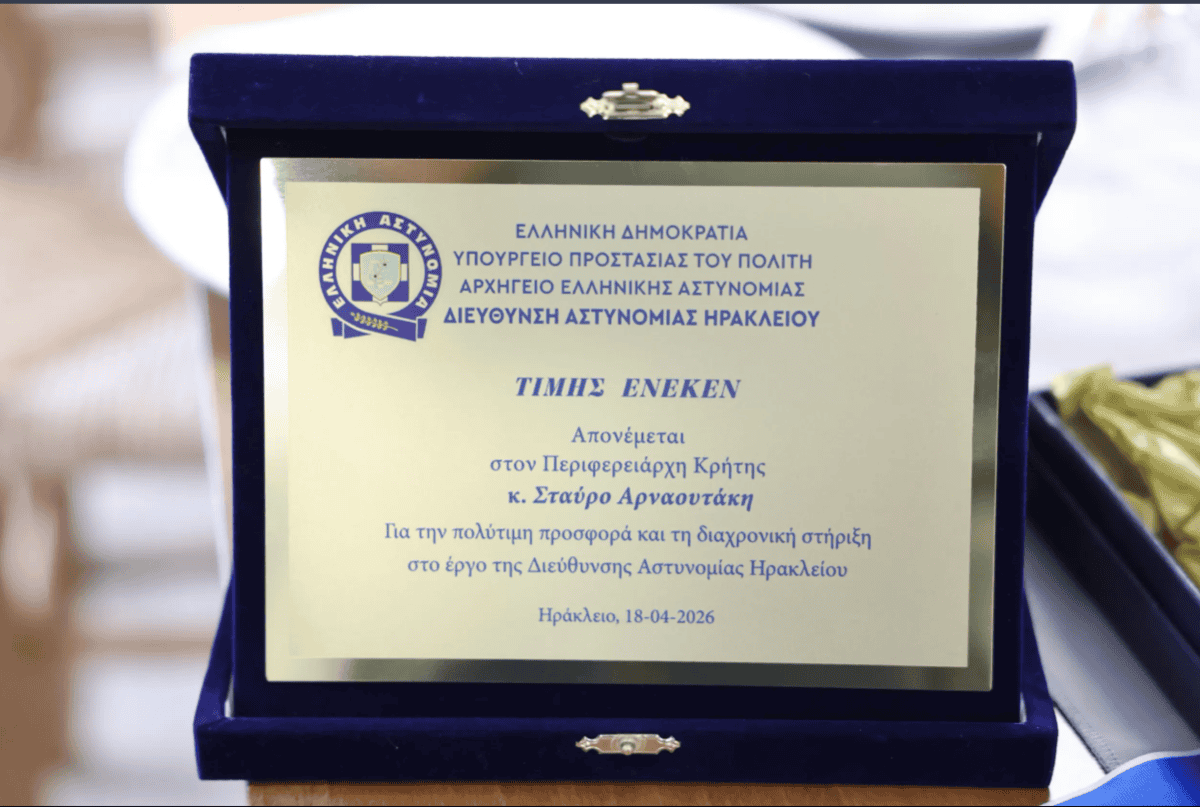 ΕΛΛΗΝΙΚΗ ΑΣΤΥΝΟΜΙΑ
ΕΛΛΗΝΙΚΗ ΔΗΜΟΚΡΑΤΙΑ
ΥΠΟΥΡΓΕΙΟ ΠΡΟΣΤΑΣΙΑΣ ΤΟΥ ΠΟΛΙΤΗ
ΑΡΧΗΓΕΙΟ ΕΛΛΗΝΙΚΗΣ ΑΣΤΥΝΟΜΙΑΣ
ΔΙΕΥΘΥΝΣΗ ΑΣΤΥΝΟΜΙΑΣ ΗΡΑΚΛΕΙΟΥ
ΤΙΜΗΣ ΕΝΕΚΕΝ
Απονέμεται
στον Περιφερειάρχη Κρήτης
κ. Σταύρο Αρναουτάκη
Για την πολύτιμη προσφορά και τη διαχρονική στήριξη
στο έργο της Διεύθυνσης Αστυνομίας Ηρακλείου
Ηράκλειο, 18-04-2026